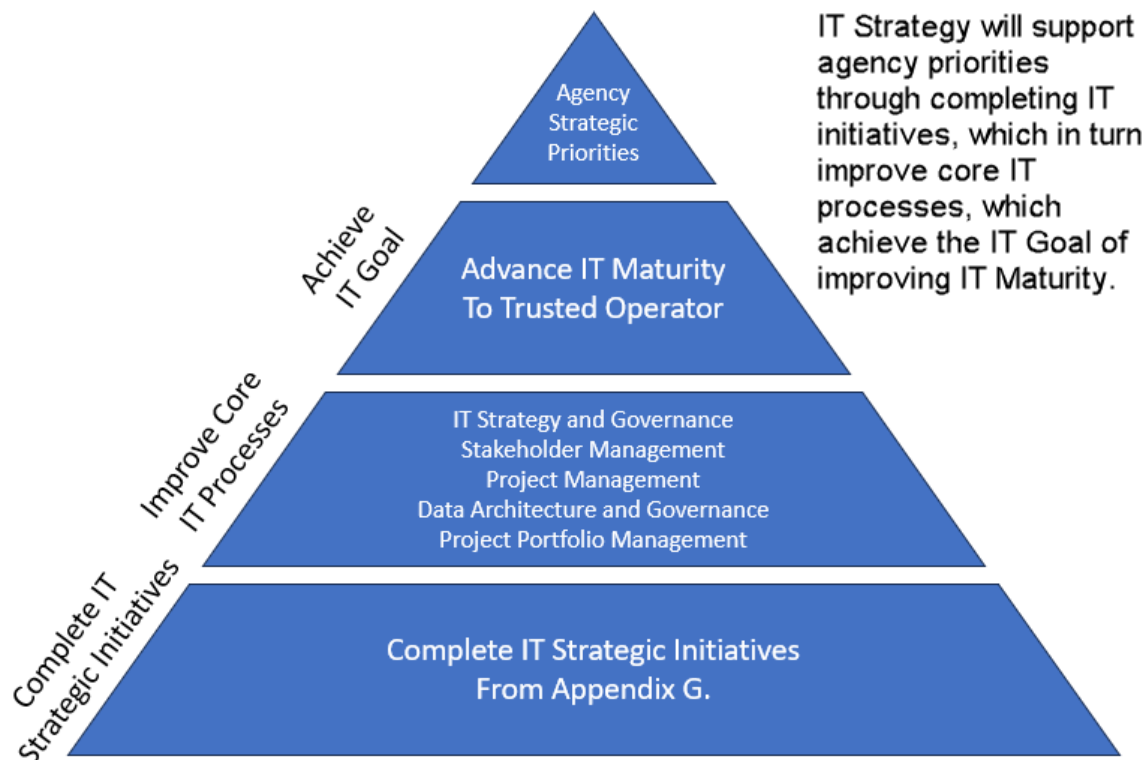 Agency
Strategic
Priorities
IT Strategy will support
agency priorities
through completing IT
initiatives, which in turn
improve core IT
processes, which
achieve the IT Goal of
improving IT Maturity.
Achieve
IT Goal
Advance IT Maturity
To Trusted Operator
Improve Core
IT Processes
IT Strategy and Governance
Stakeholder Management
Project Management
Data Architecture and Governance
Project Portfolio Management
Complete IT
Strategic Initiatives
Complete IT Strategic Initiatives
From Appendix G.